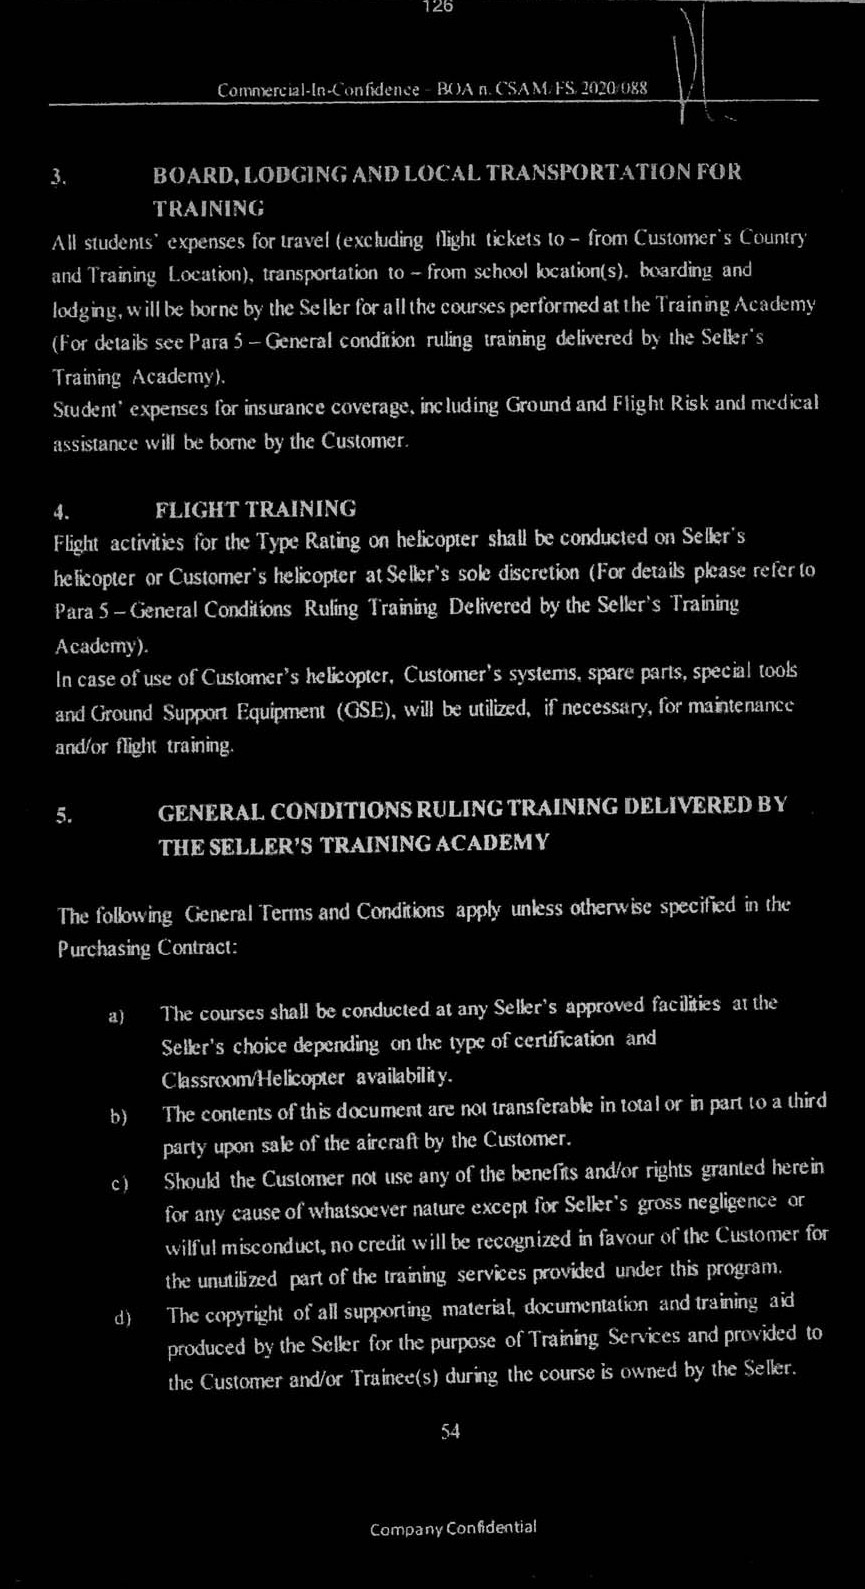 126
Commercial-In-Confidence - BOA n. CSAM/FS/2020/088
3. BOARD, LODGING AND LOCAL TRANSPORTATION FOR
TRAINING
All students' expenses for travel (excluding flight tickets to – from Customer's Country
and Training Location), transportation to – from school location(s), boarding and
lodging, will be borne by the Seller for all the courses performed at the Training Academy
(For details see Para 5 – General condition ruling training delivered by the Seller's
Training Academy).
Student' expenses for insurance coverage, including Ground and Flight Risk and medical
assistance will be borne by the Customer.
4. FLIGHT TRAINING
Flight activities for the Type Rating on helicopter shall be conducted on Seller's
helicopter or Customer's helicopter at Seller's sole discretion (For details please refer to
Para 5 – General Conditions Ruling Training Delivered by the Seller's Training
Academy).
In case of use of Customer's helicopter, Customer's systems, spare parts, special tools
and Ground Support Equipment (GSE), will be utilized, if necessary, for maintenance
and/or flight training.
5. GENERAL CONDITIONS RULING TRAINING DELIVERED BY
THE SELLER'S TRAINING ACADEMY
The following General Terms and Conditions apply unless otherwise specified in the
Purchasing Contract:
a) The courses shall be conducted at any Seller's approved facilities at the
Seller's choice depending on the type of certification and
Classroom/Helicopter availability.
b) The contents of this document are not transferable in total or in part to a third
party upon sale of the aircraft by the Customer.
c) Should the Customer not use any of the benefits and/or rights granted herein
for any cause of whatsoever nature except for Seller's gross negligence or
wilful misconduct, no credit will be recognized in favour of the Customer for
the unutilized part of the training services provided under this program.
d) The copyright of all supporting material, documentation and training aid
produced by the Seller for the purpose of Training Services and provided to
the Customer and/or Trainee(s) during the course is owned by the Seller.
54
Company Confidential